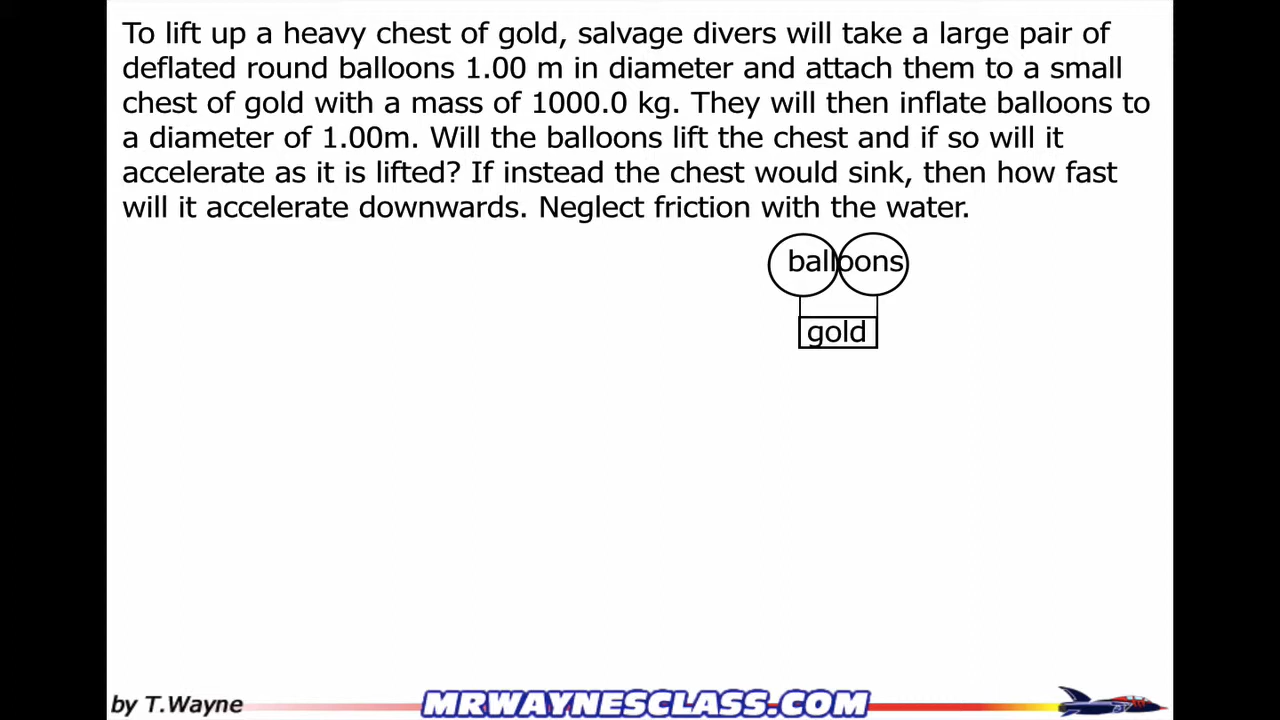 To lift up a heavy chest of gold, salvage divers will take a large pair of
deflated round balloons 1.00 m in diameter and attach them to a small
chest of gold with a mass of 1000.0 kg. They will then inflate balloons to
a diameter of 1.00m. Will the balloons lift the chest and if so will it
accelerate as it is lifted? If instead the chest would sink, then how fast
will it accelerate downwards. Neglect friction with the water.
balloons
gold
by T.Wayne
MRWAYNESCLASS.COM